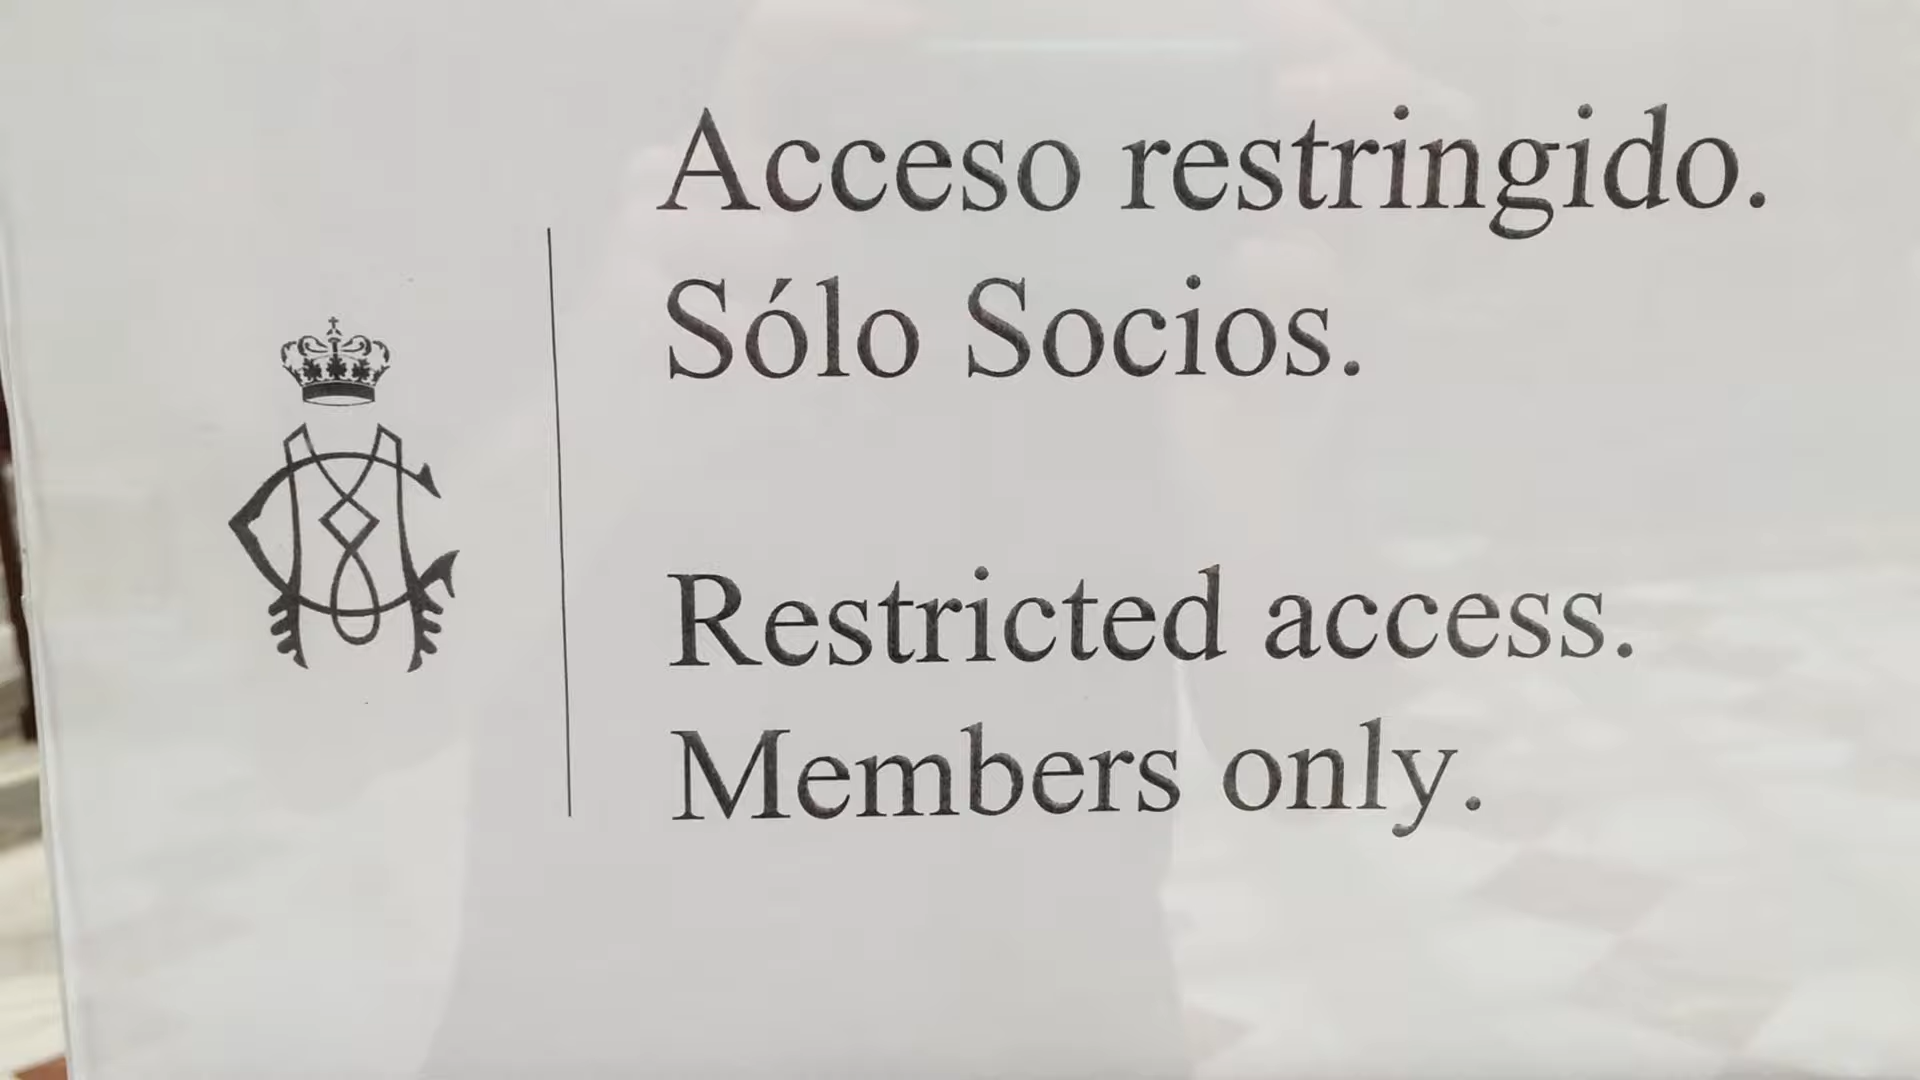 Acceso restringido.
Sólo Socios.
Restricted access.
Members only.